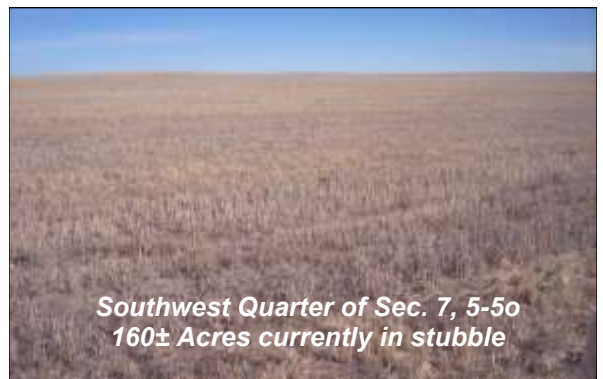 Southwest Quarter of Sec. 7, 5-5o
160± Acres currently in stubble